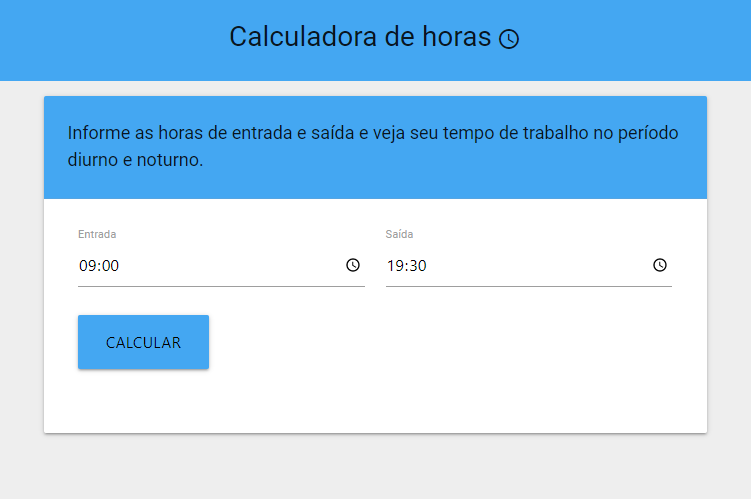 Calculadora de horas
Informe as horas de entrada e saída e veja seu tempo de trabalho no período
diurno e noturno.
Entrada
Saída
09:00
19:30
CALCULAR